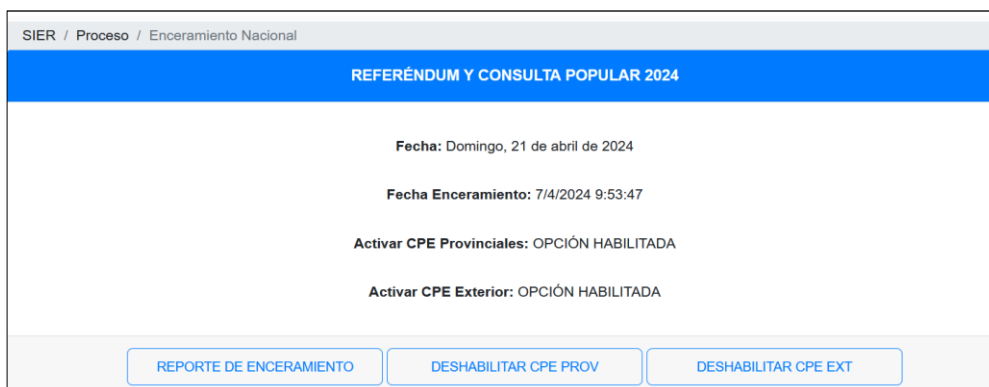 SIER / Proceso / Enceramiento Nacional
REFERÉNDUM Y CONSULTA POPULAR 2024
Fecha: Domingo, 21 de abril de 2024
Fecha Enceramiento: 7/4/2024 9:53:47
Activar CPE Provinciales: OPCIÓN HABILITADA
Activar CPE Exterior: OPCIÓN HABILITADA
REPORTE DE ENCERAMIENTO DESHABILITAR CPE PROV DESHABILITAR CPE EXT